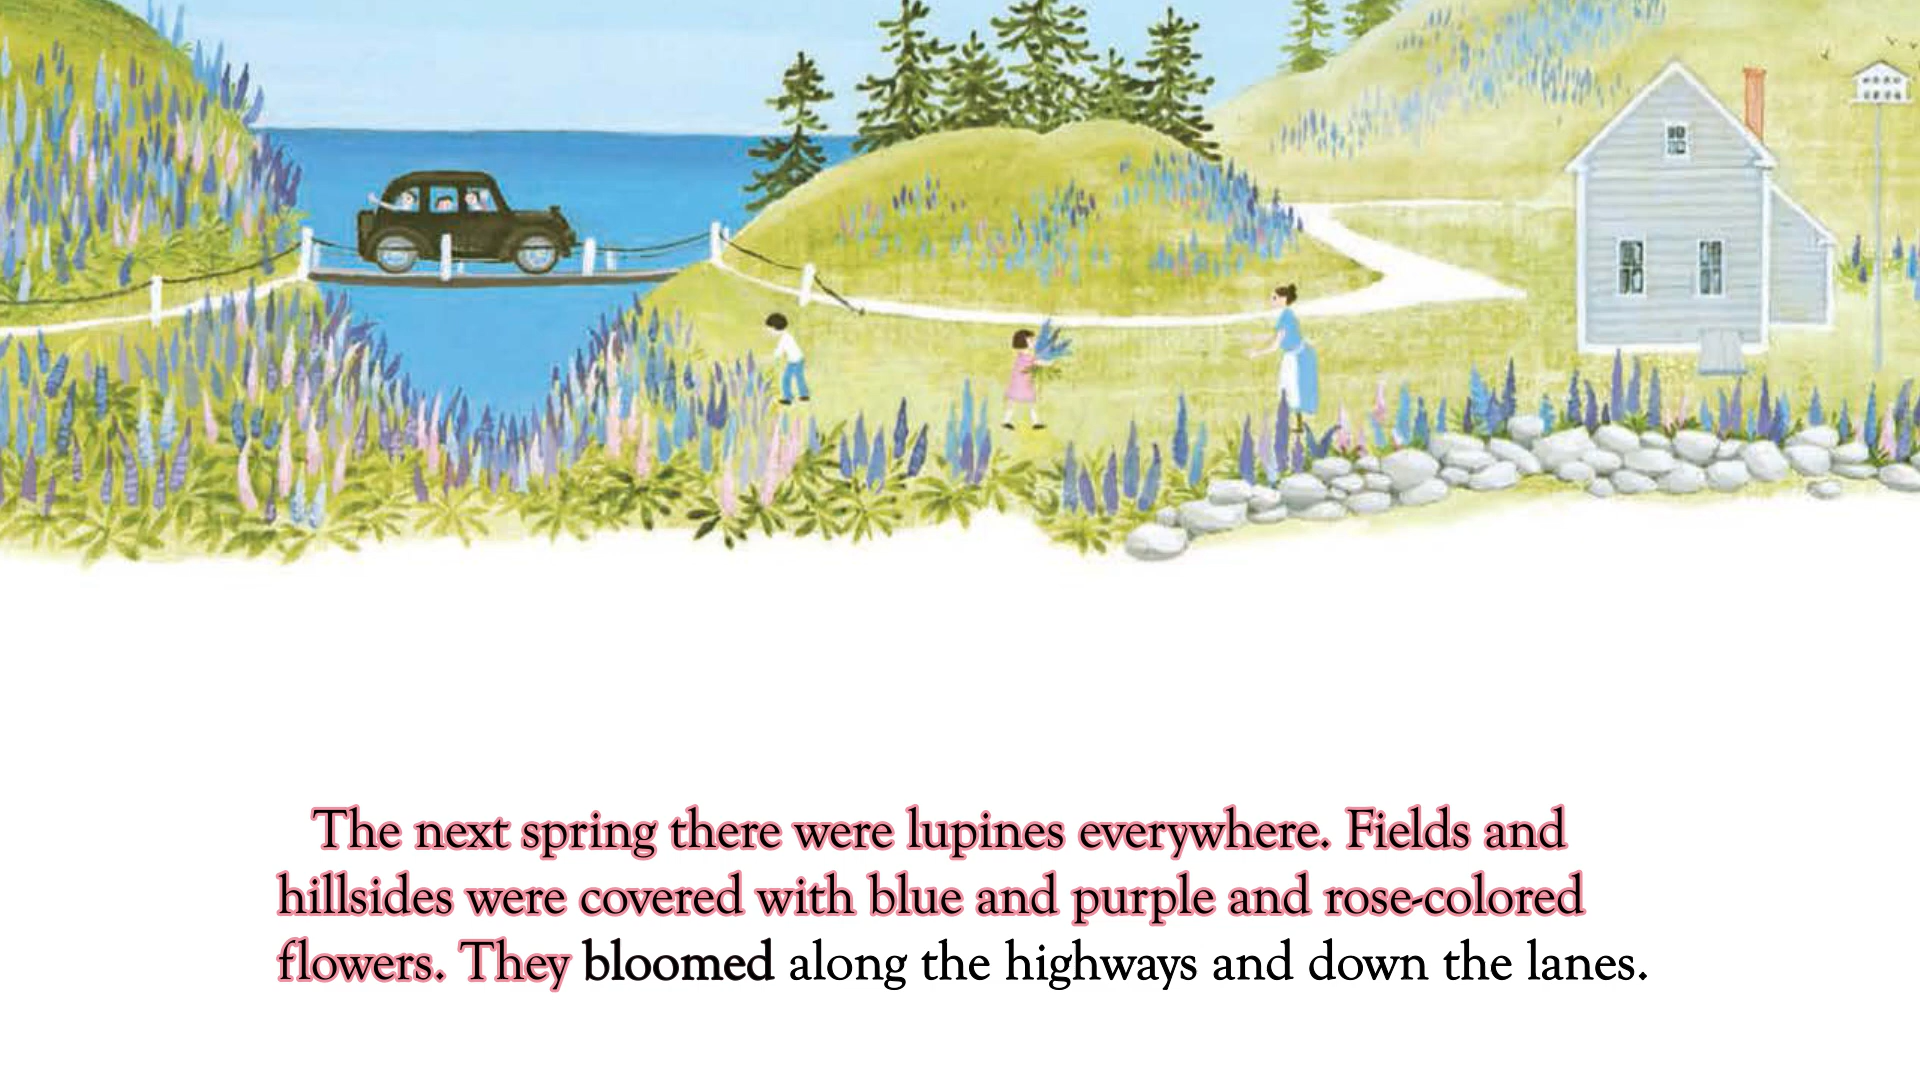 The next spring there were lupines everywhere. Fields and
hillsides were covered with blue and purple and rose-colored
flowers. They bloomed along the highways and down the lanes.